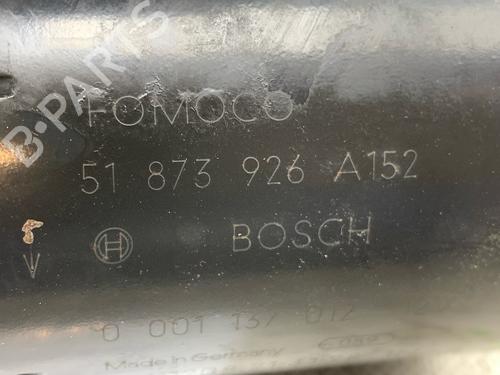 B-PARTS
FOMOCO
51 873 926 A152
BOSCH
0 001 137 012
Made in Germany